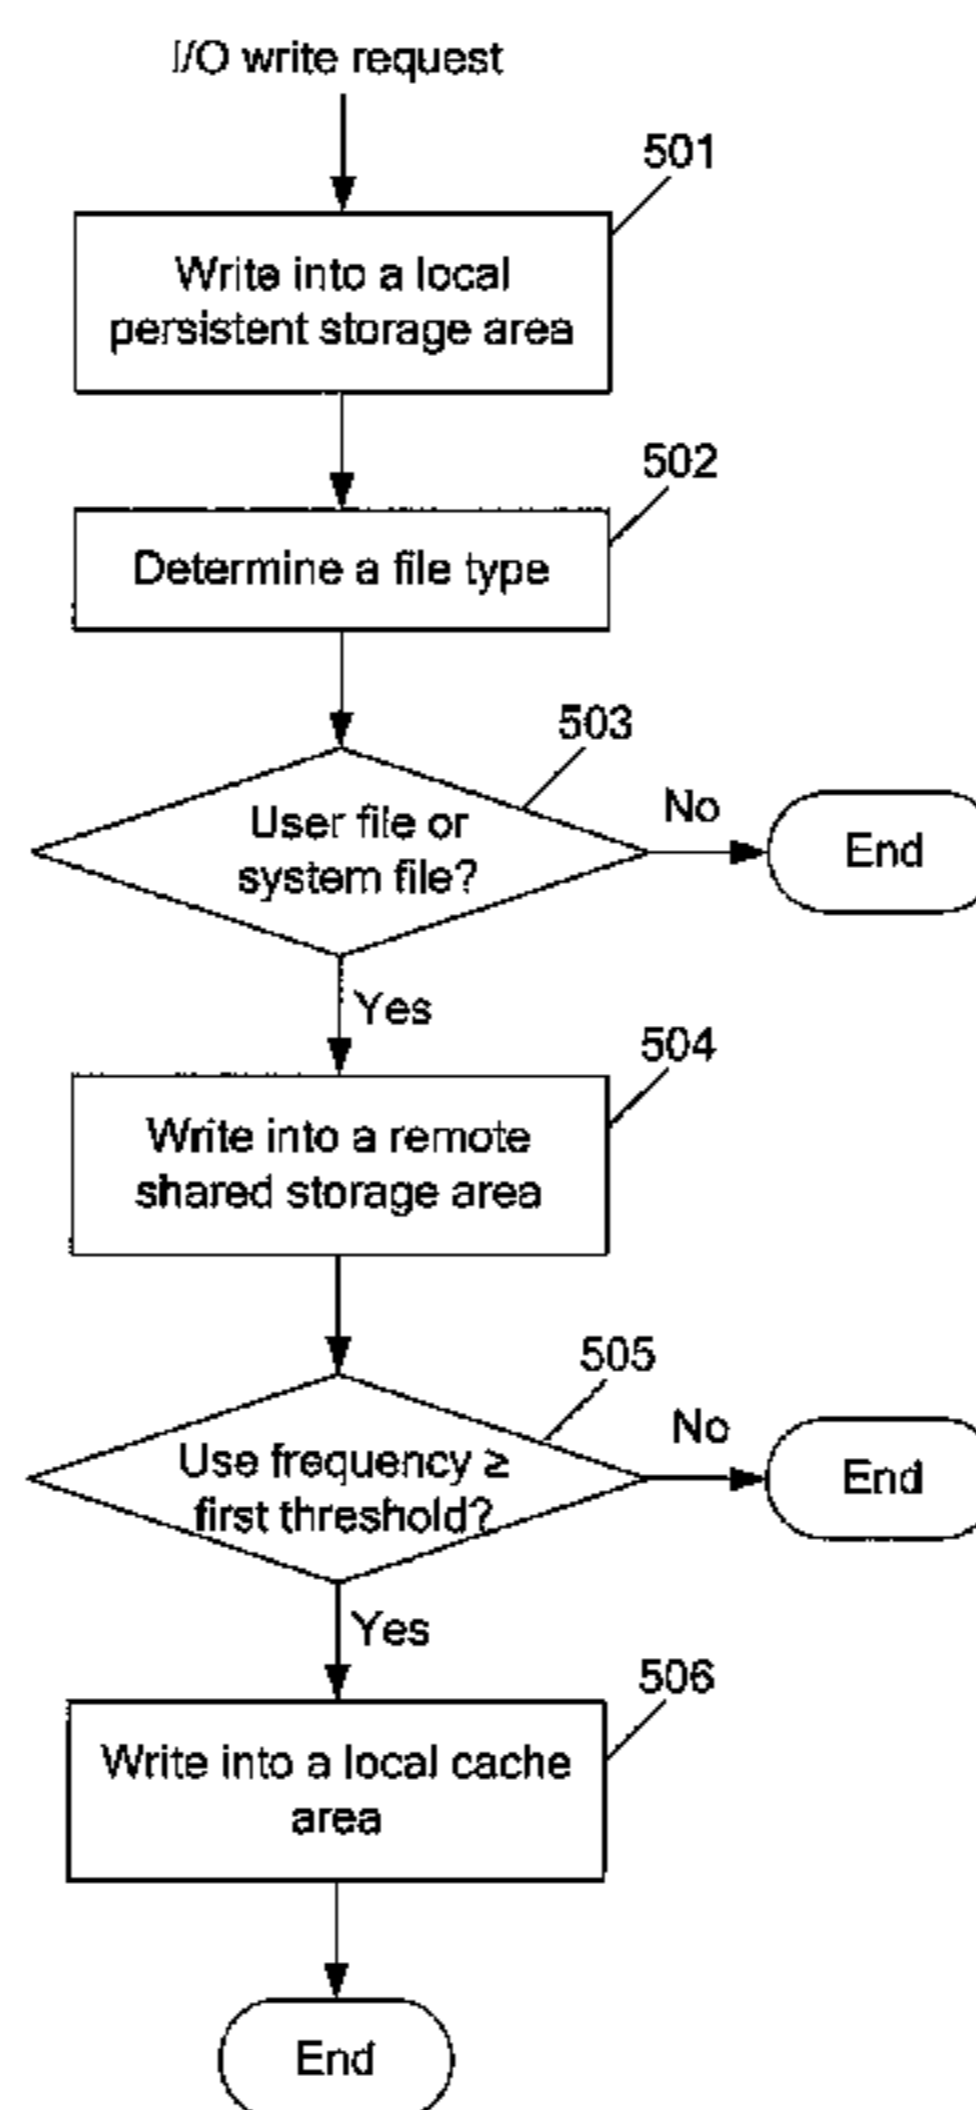 I/O write request
501
Write into a local
persistent storage area
502
Determine a file type
503
User file or
system file?
No
End
Yes
504
Write into a remote
shared storage area
505
Use frequency ≥
first threshold?
No
End
Yes
506
Write into a local cache
area
End